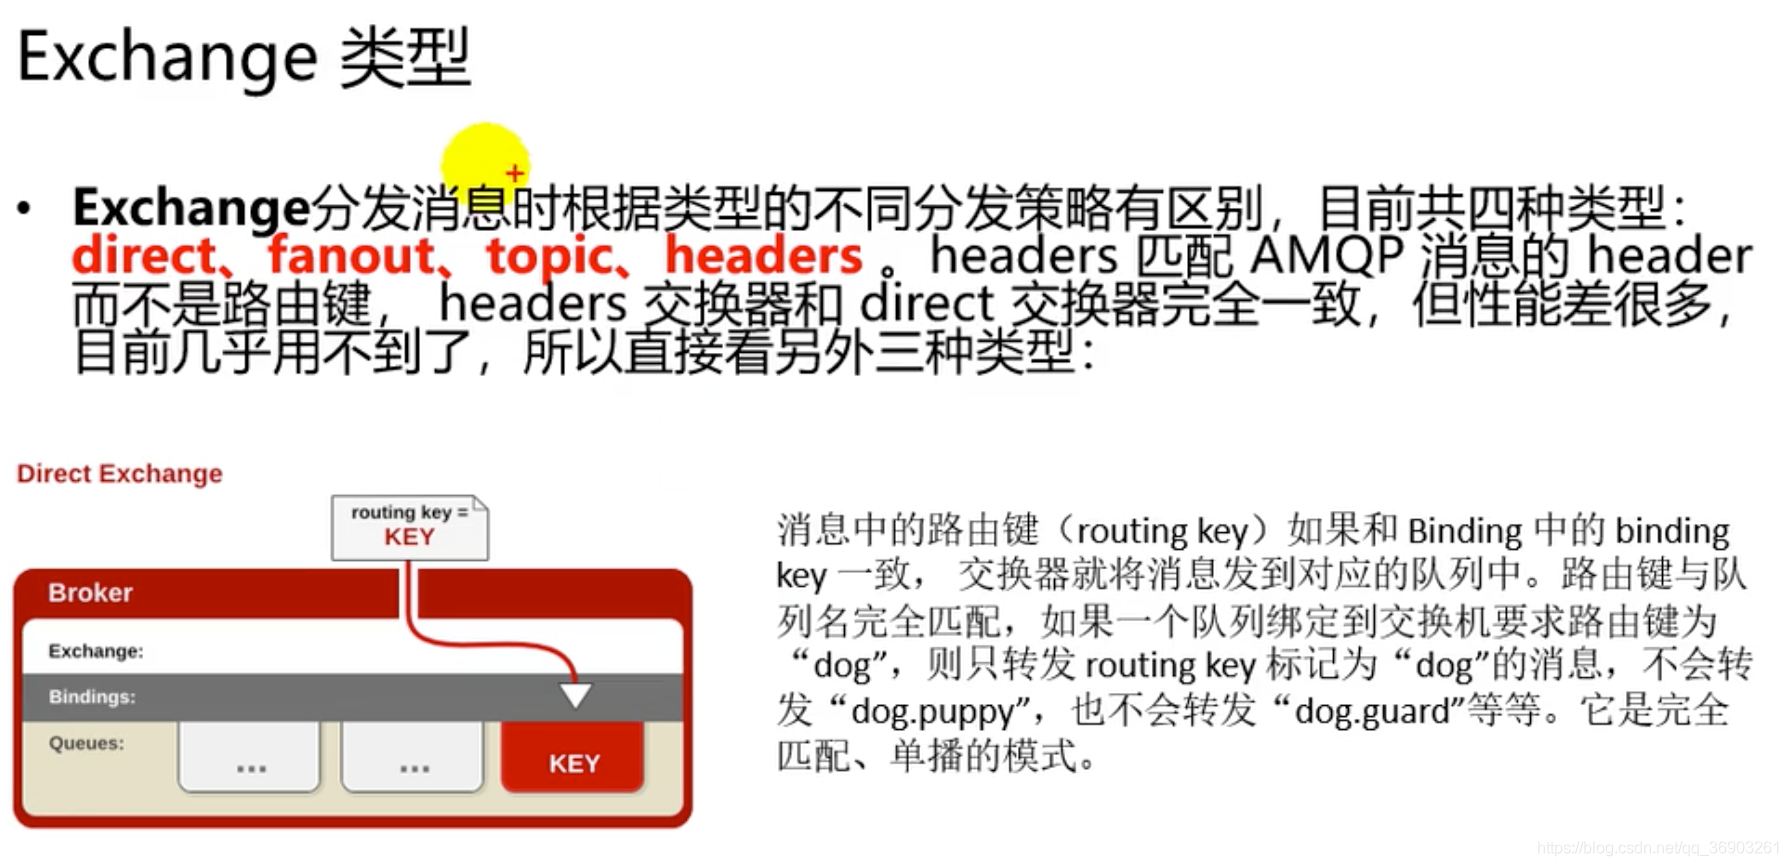 Exchange 类型
• Exchange分发消息时根据类型的不同分发策略有区别，目前共四种类型：
direct、fanout、topic、headers 。headers 匹配 AMQP 消息的 header
而不是路由键， headers 交换器和 direct 交换器完全一致，但性能差很多，
目前几乎用不到了，所以直接看另外三种类型：
Direct Exchange
routing key =
KEY
Broker
Exchange:
Bindings:
Queues:
...
...
KEY
消息中的路由键（routing key）如果和 Binding 中的 binding
key 一致， 交换器就将消息发到对应的队列中。路由键与队
列名完全匹配，如果一个队列绑定到交换机要求路由键为
“dog”，则只转发 routing key 标记为“dog”的消息，不会转
发“dog.puppy”，也不会转发“dog.guard”等等。它是完全
匹配、单播的模式。
https://blog.csdn.net/qq_36903261